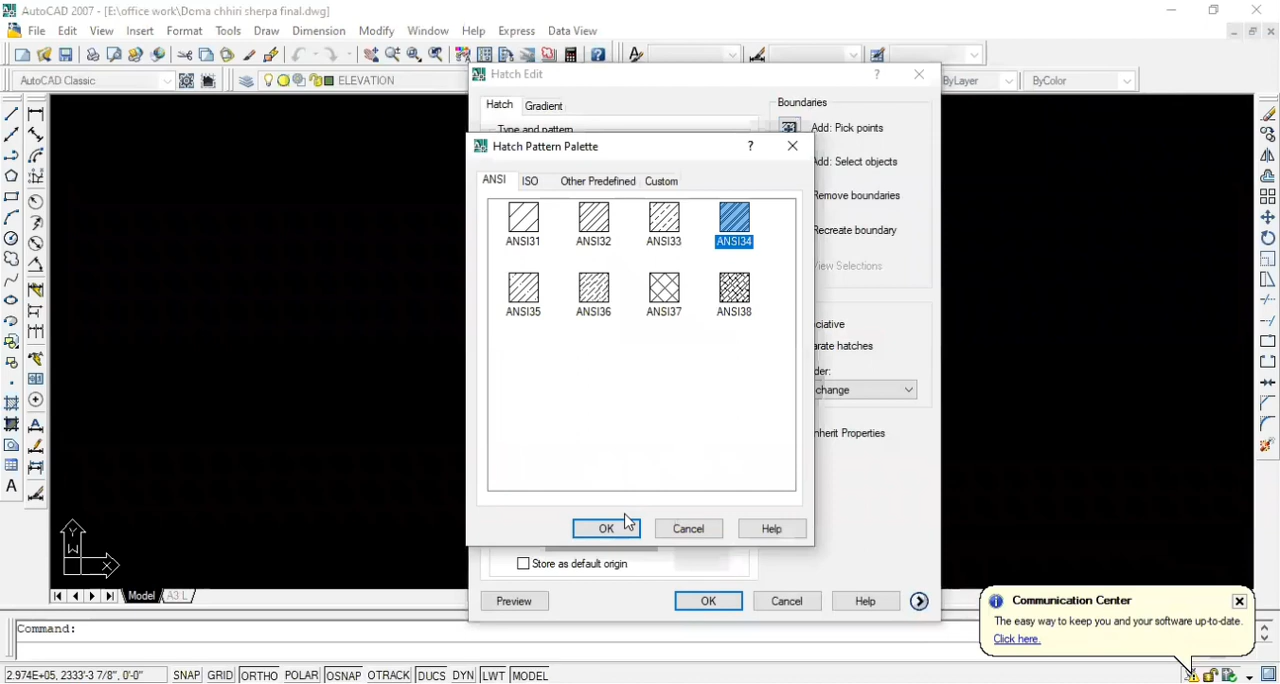 AutoCAD 2007 - [E:\office work\Doma chhiri sherpa final.dwg]
File Edit View Insert Format Tools Draw Dimension Modify Window Help Express Data View
AutoCAD Classic
ELEVATION
ByLayer
ByColor
Hatch Edit
Hatch Gradient
Type and pattern
Boundaries
Add: Pick points
Add: Select objects
Remove boundaries
Recreate boundary
View Selections
Inherit Properties
Hatch Pattern Palette
ANSI ISO Other Predefined Custom
ANSI31 ANSI32 ANSI33 ANSI34
ANSI35 ANSI36 ANSI37 ANSI38
OK Cancel Help
Store as default origin
Preview OK Cancel Help
Y
W
X
Model A3 L
Communication Center
The easy way to keep you and your software up-to-date.
Click here.
Command:
2.974E+05, 2333'-3 7/8", 0'-0" SNAP GRID ORTHO POLAR OSNAP OTRACK DUCS DYN LWT MODEL